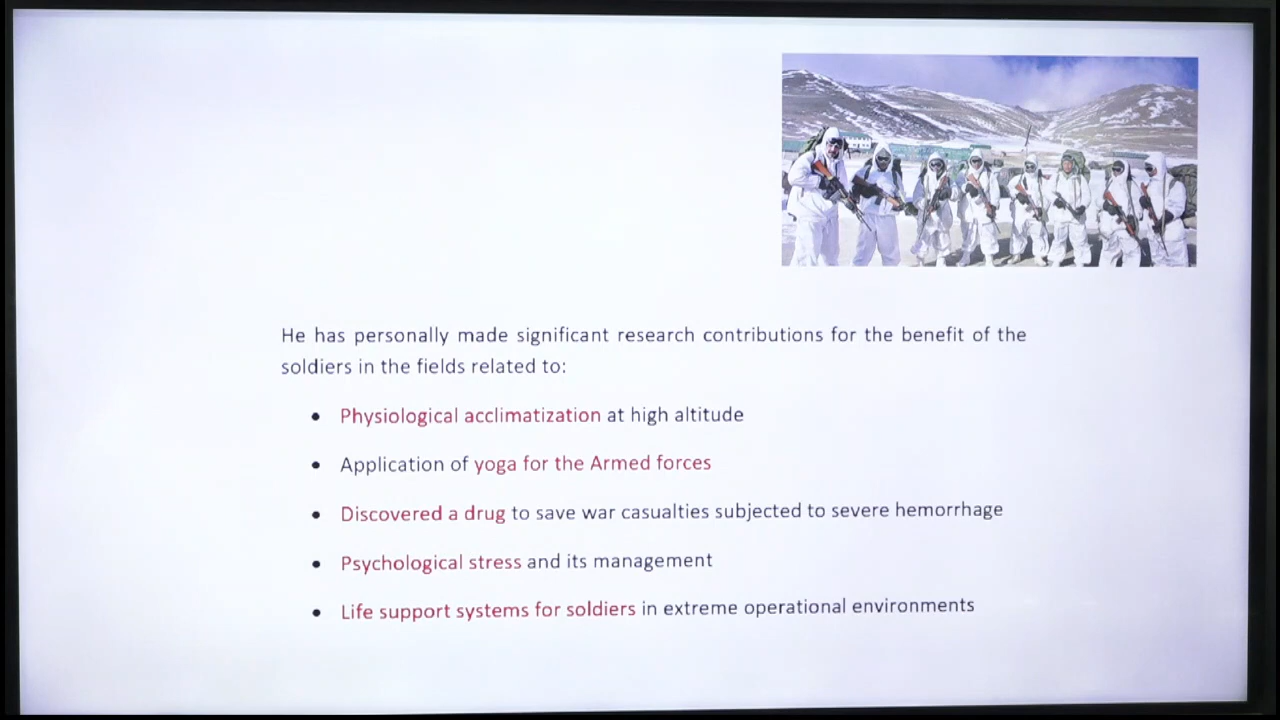 He has personally made significant research contributions for the benefit of the
soldiers in the fields related to:
• Physiological acclimatization at high altitude
• Application of yoga for the Armed forces
• Discovered a drug to save war casualties subjected to severe hemorrhage
• Psychological stress and its management
• Life support systems for soldiers in extreme operational environments